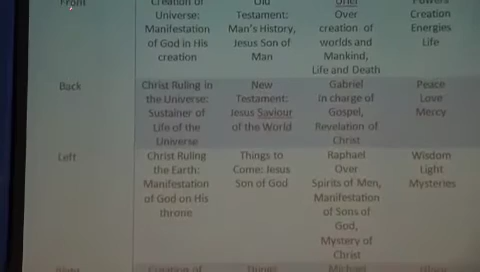 Front Creation of Old Uriel Powers
Universe: Testament: Over Creation
Manifestation Man's History, creation of Energies
of God in His Jesus Son of worlds and Life
creation Man Mankind,
Life and Death
Back Christ Ruling in New Gabriel Peace
the Universe: Testament: in charge of Love
Sustainer of Jesus Saviour Gospel, Mercy
Life of the of the World Revelation of
Universe Christ
Left Christ Ruling Things to Raphael Wisdom
the Earth: Come: Jesus Over Light
Manifestation Son of God Spirits of Men, Mysteries
of God on His Manifestation
throne of Sons of
God,
Mystery of
Christ
Creation of Things Michael